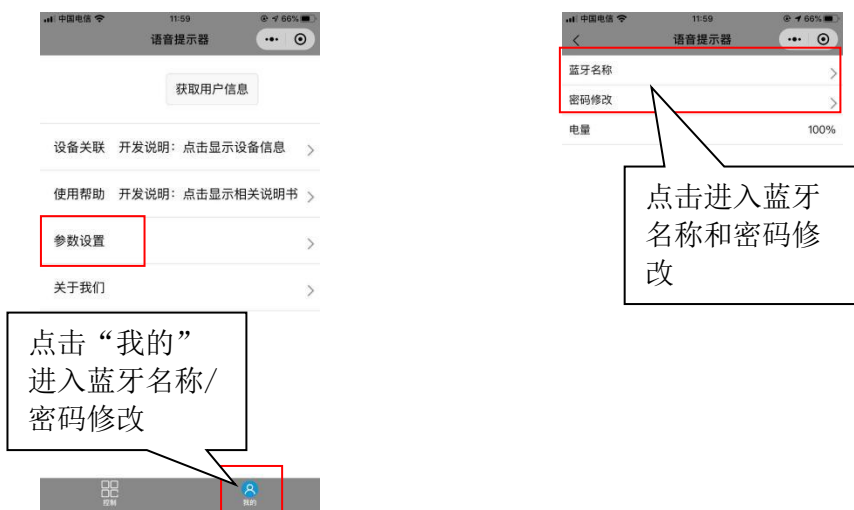 中国电信
11:59
66%
语音提示器
获取用户信息
设备关联 开发说明：点击显示设备信息
使用帮助 开发说明：点击显示相关说明书
参数设置
关于我们
点击“我的”
进入蓝牙名称/
密码修改
控制
我的
中国电信
11:59
66%
语音提示器
蓝牙名称
密码修改
电量 100%
点击进入蓝牙
名称和密码修
改